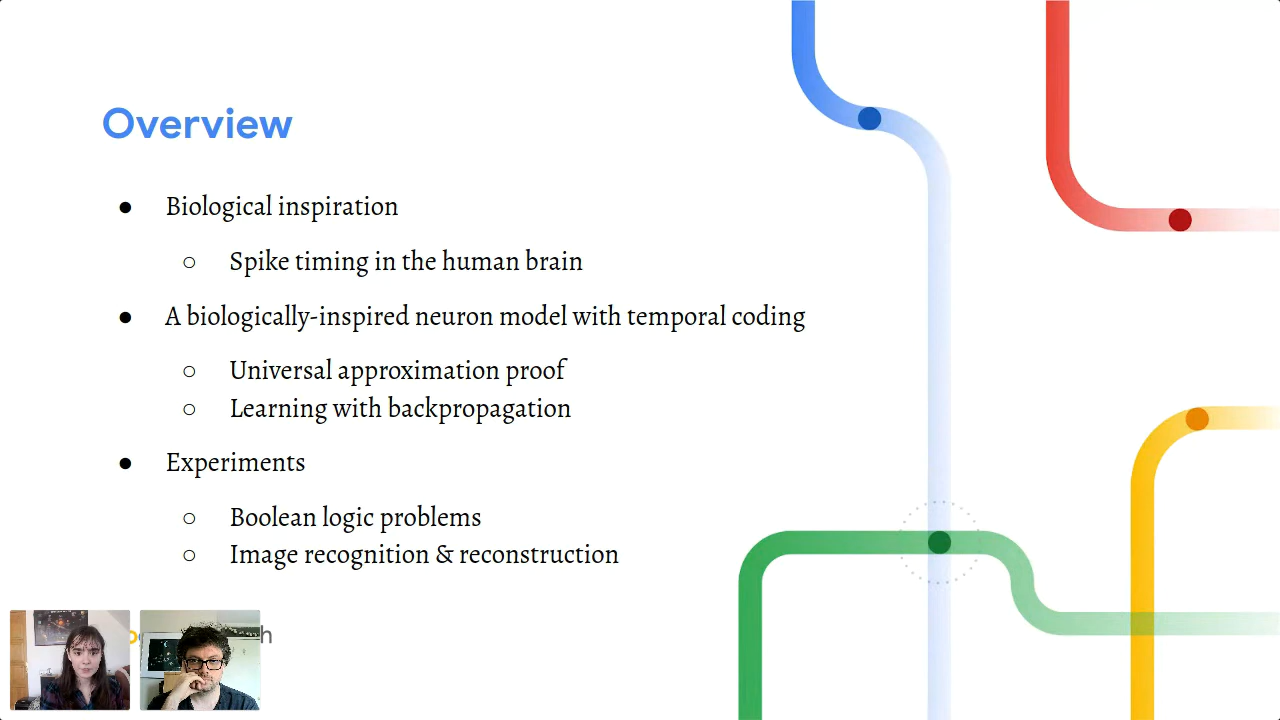 Overview
● Biological inspiration
○ Spike timing in the human brain
● A biologically-inspired neuron model with temporal coding
○ Universal approximation proof
○ Learning with backpropagation
● Experiments
○ Boolean logic problems
○ Image recognition & reconstruction